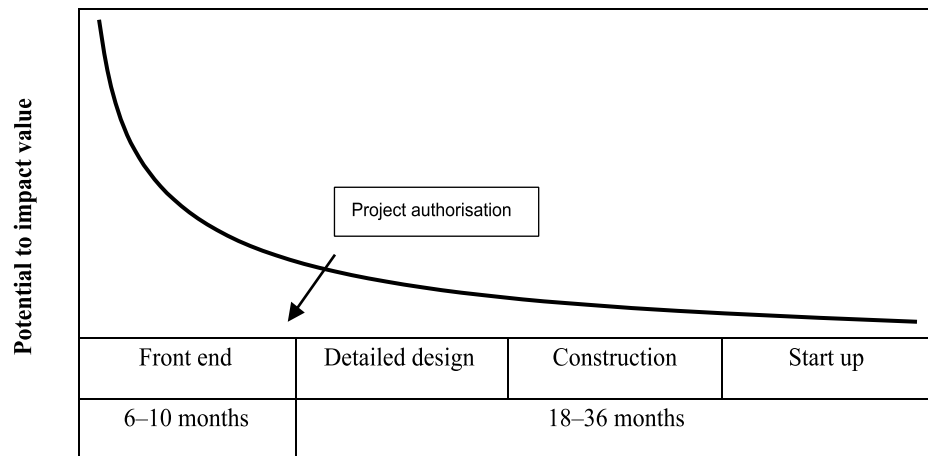 Potential to impact value
Project authorisation
Front end
Detailed design
Construction
Start up
6–10 months
18–36 months